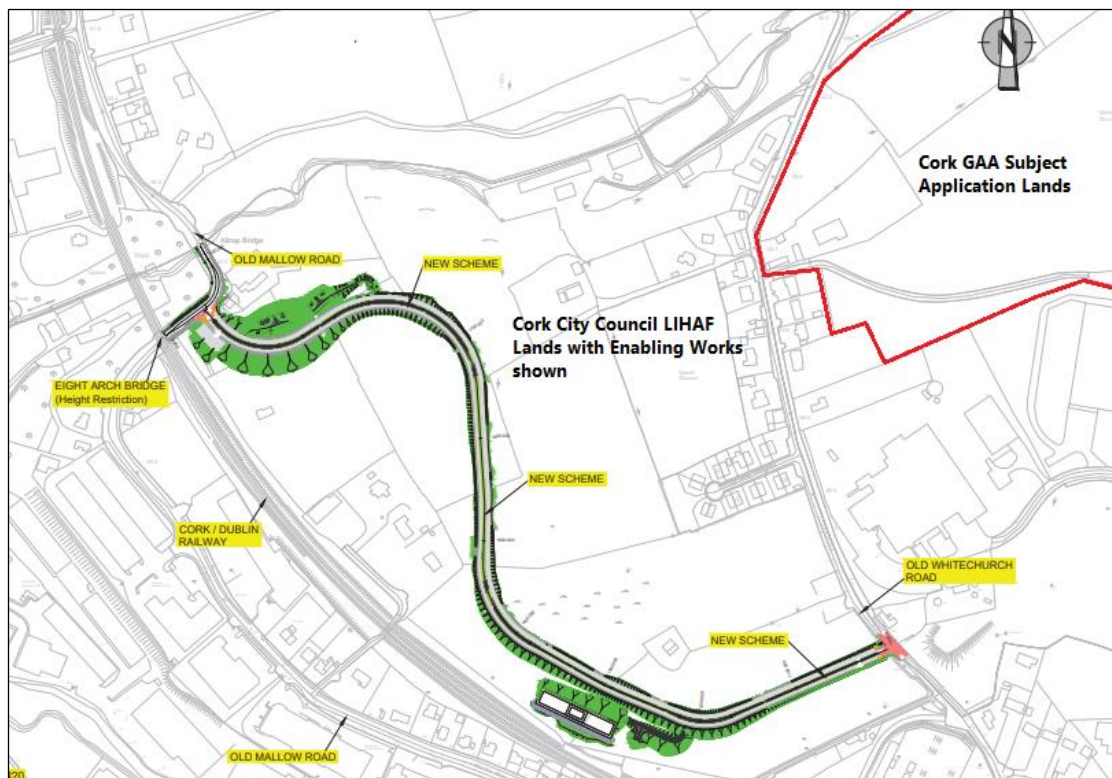 N
Cork GAA Subject
Application Lands
OLD MALLOW ROAD
NEW SCHEME
Cork City Council LIHAF
Lands with Enabling Works
shown
EIGHT ARCH BRIDGE
(Height Restriction)
NEW SCHEME
CORK / DUBLIN
RAILWAY
OLD WHITECHURCH
ROAD
NEW SCHEME
OLD MALLOW ROAD